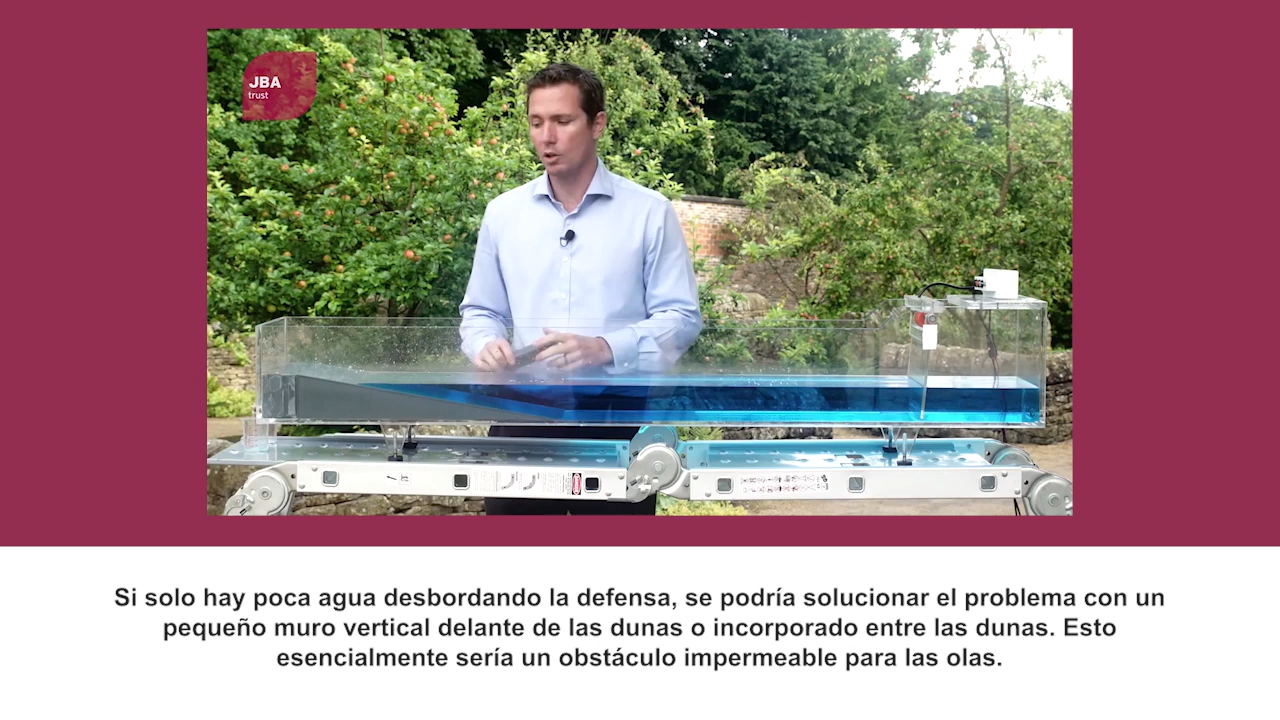 JBA
trust
Si solo hay poca agua desbordando la defensa, se podría solucionar el problema con un
pequeño muro vertical delante de las dunas o incorporado entre las dunas. Esto
esencialmente sería un obstáculo impermeable para las olas.